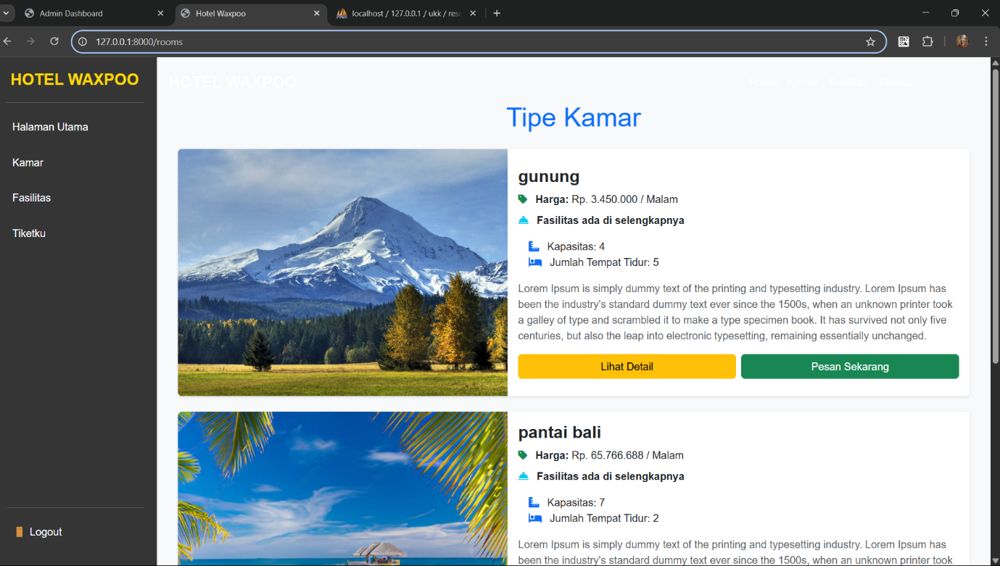 Admin Dashboard
Hotel Waxpoo
localhost / 127.0.0.1 / ukk / rese
127.0.0.1:8000/rooms
HOTEL WAXPOO
Halaman Utama
Kamar
Fasilitas
Tiketku
Logout
HOTEL WAXPOO
Home Kamar Fasilitas Tiketku
Tipe Kamar
gunung
Harga: Rp. 3.450.000 / Malam
Fasilitas ada di selengkapnya
Kapasitas: 4
Jumlah Tempat Tidur: 5
Lorem Ipsum is simply dummy text of the printing and typesetting industry. Lorem Ipsum has
been the industry's standard dummy text ever since the 1500s, when an unknown printer took
a galley of type and scrambled it to make a type specimen book. It has survived not only five
centuries, but also the leap into electronic typesetting, remaining essentially unchanged.
Lihat Detail
Pesan Sekarang
pantai bali
Harga: Rp. 65.766.688 / Malam
Fasilitas ada di selengkapnya
Kapasitas: 7
Jumlah Tempat Tidur: 2
Lorem Ipsum is simply dummy text of the printing and typesetting industry. Lorem Ipsum has
been the industry's standard dummy text ever since the 1500s, when an unknown printer took